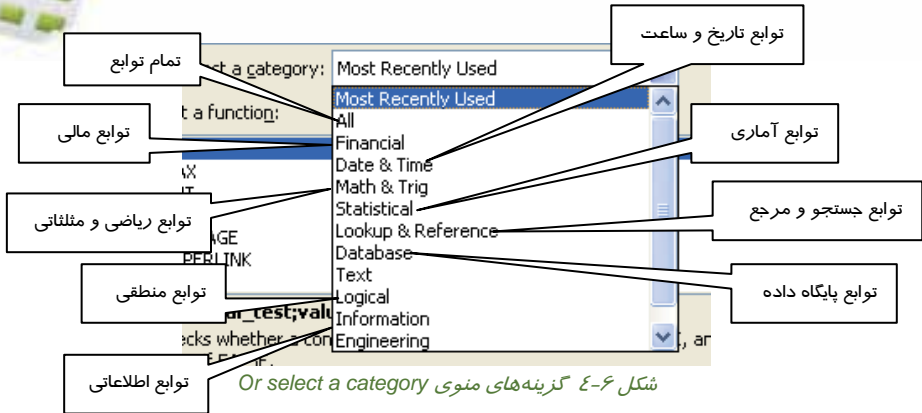 توابع تاریخ و ساعت
تمام توابع
a category: Most Recently Used
Most Recently Used
t a function:
All
توابع مالی
Financial
توابع آماری
Date & Time
Math & Trig
Statistical
توابع جستجو و مرجع
توابع ریاضی و مثلثاتی
Lookup & Reference
Database
Text
توابع منطقی
توابع پایگاه داده
Logical
Information
whether a
Engineering
توابع اطلاعاتی
شکل ۶-٤ گزینه‌های منوی Or select a category